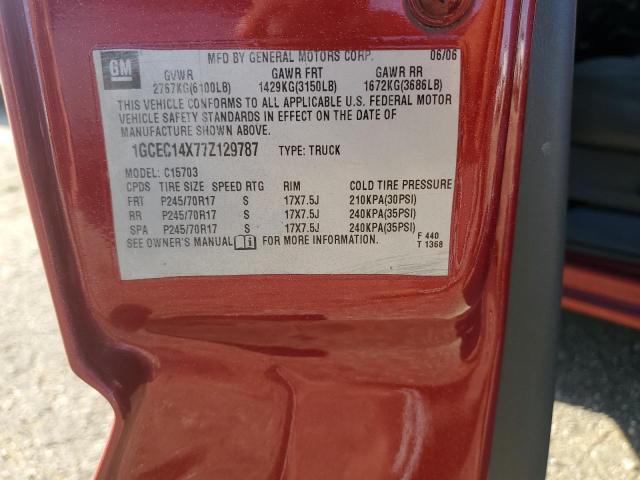 MFD BY GENERAL MOTORS CORP. 06/06
GM
GVWR GAWR FRT GAWR RR
2767KG(6100LB) 1429KG(3150LB) 1672KG(3686LB)
THIS VEHICLE CONFORMS TO ALL APPLICABLE U.S. FEDERAL MOTOR
VEHICLE SAFETY STANDARDS IN EFFECT ON THE DATE OF
MANUFACTURE SHOWN ABOVE.
1GCEC14X77Z129787 TYPE: TRUCK
MODEL: C15703
CPDS TIRE SIZE SPEED RTG RIM COLD TIRE PRESSURE
FRT P245/70R17 S 17X7.5J 210KPA(30PSI)
RR P245/70R17 S 17X7.5J 240KPA(35PSI)
SPA P245/70R17 S 17X7.5J 240KPA(35PSI)
SEE OWNER'S MANUAL i FOR MORE INFORMATION.
F 440
T 1368